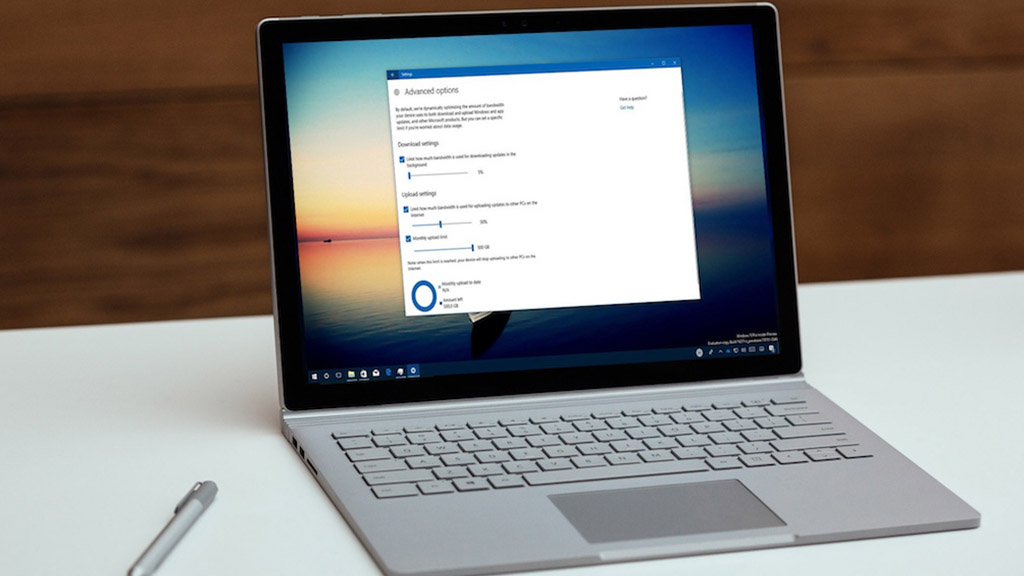 Settings
Advanced options
By default, we're dynamically optimizing the amount of bandwidth
your device uses to both download and upload Windows and app
updates, and other Microsoft products. But you can set a specific
limit if you're worried about data usage.
Have a question?
Get help
Download settings
Limit how much bandwidth is used for downloading updates in the
background
5%
Upload settings
Limit how much bandwidth is used for uploading updates to other PCs on the
Internet
50%
Monthly upload limit
500 GB
Note: when this limit is reached, your device will stop uploading to other PCs on the
Internet.
Monthly upload to date
N/A
Amount left
500.0 GB
Windows 10 Pro Insider Preview
Evaluation copy. Build